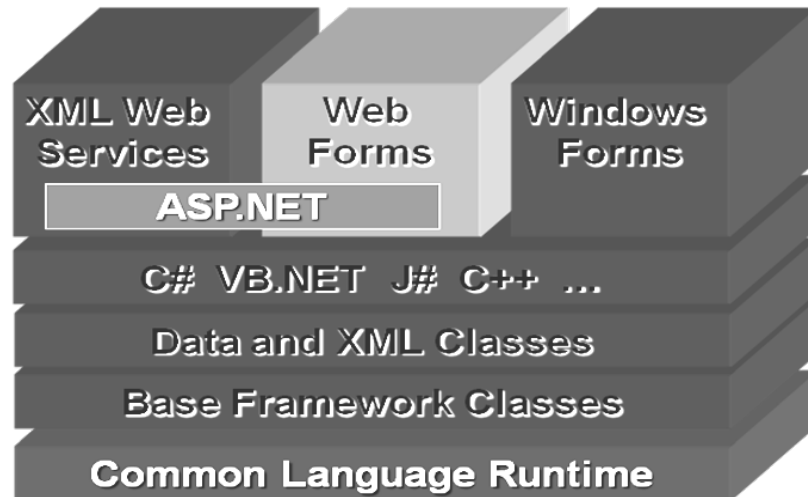 XML Web
Services
Web
Forms
Windows
Forms
ASP.NET
C# VB.NET J# C++ ...
Data and XML Classes
Base Framework Classes
Common Language Runtime